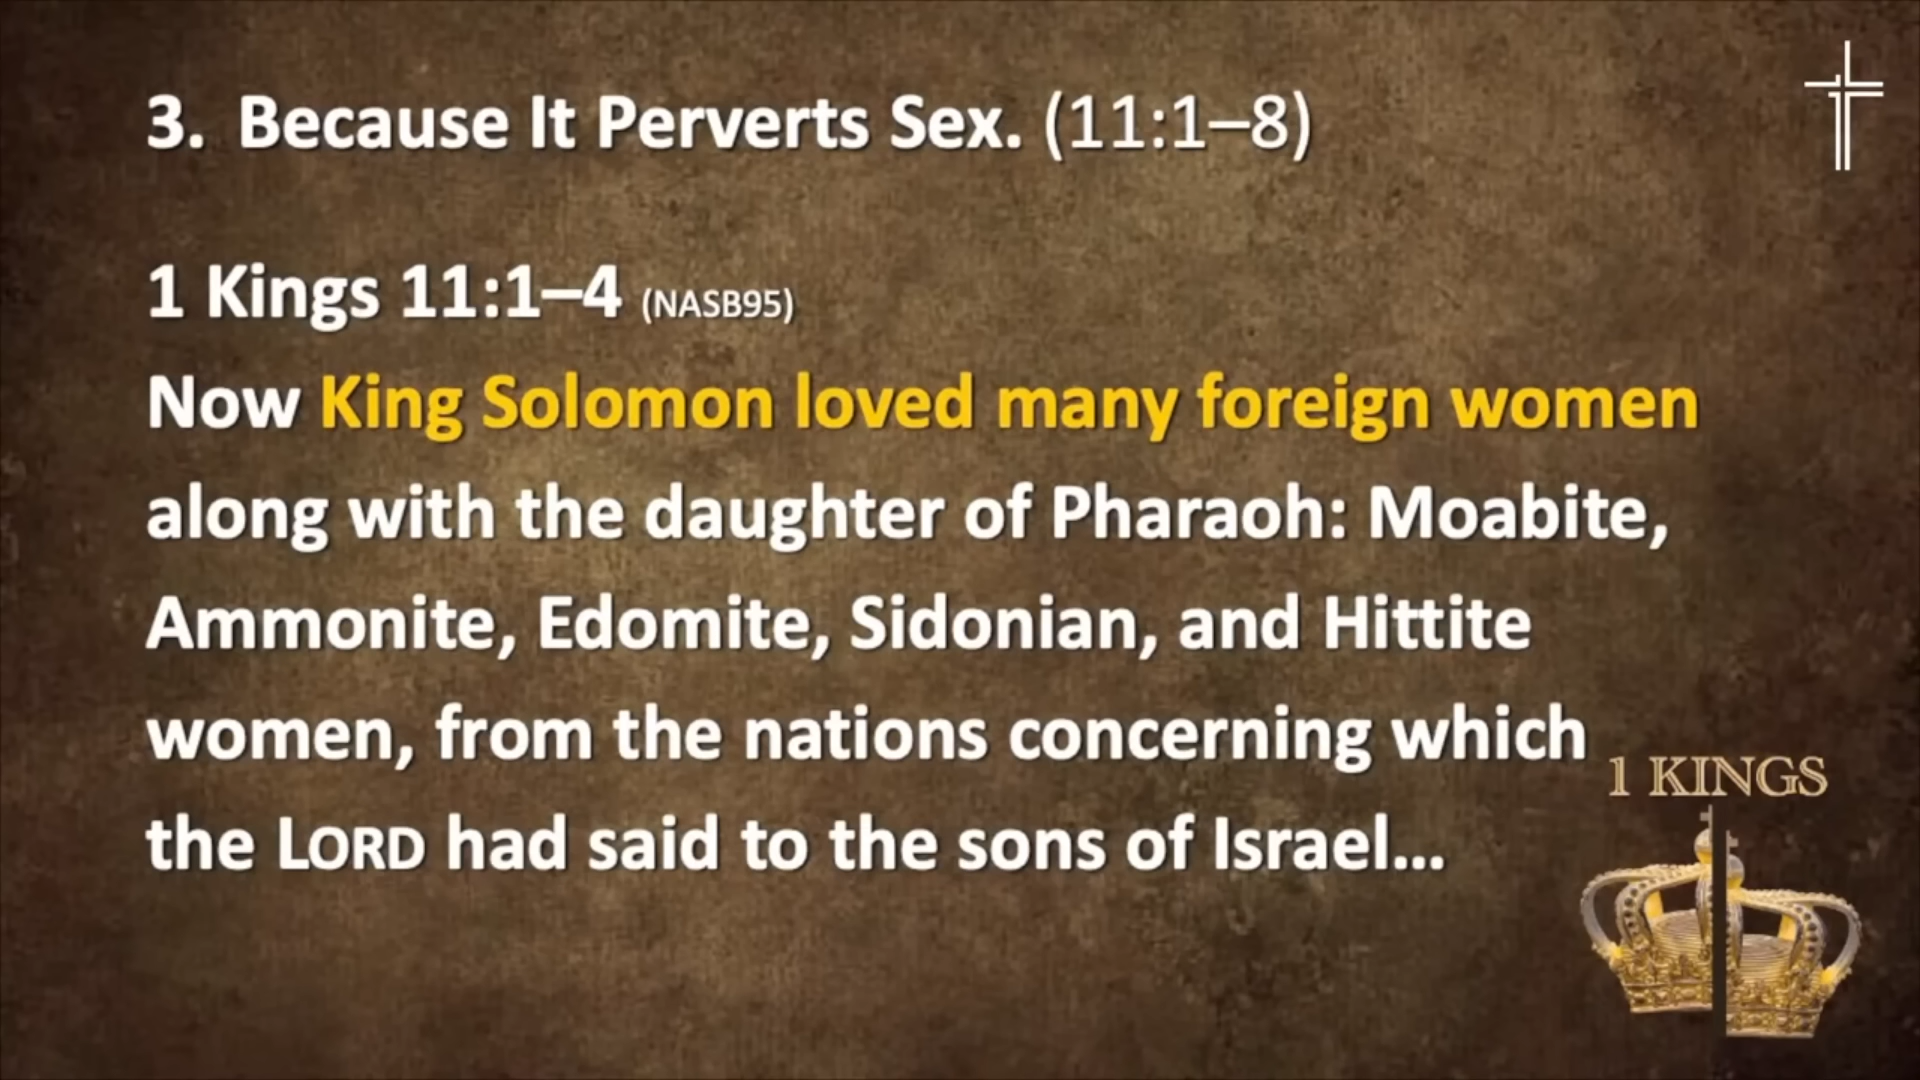 3. Because It Perverts Sex. (11:1–8)
1 Kings 11:1–4 (NASB95)
Now King Solomon loved many foreign women
along with the daughter of Pharaoh: Moabite,
Ammonite, Edomite, Sidonian, and Hittite
women, from the nations concerning which
the LORD had said to the sons of Israel...
1 KINGS